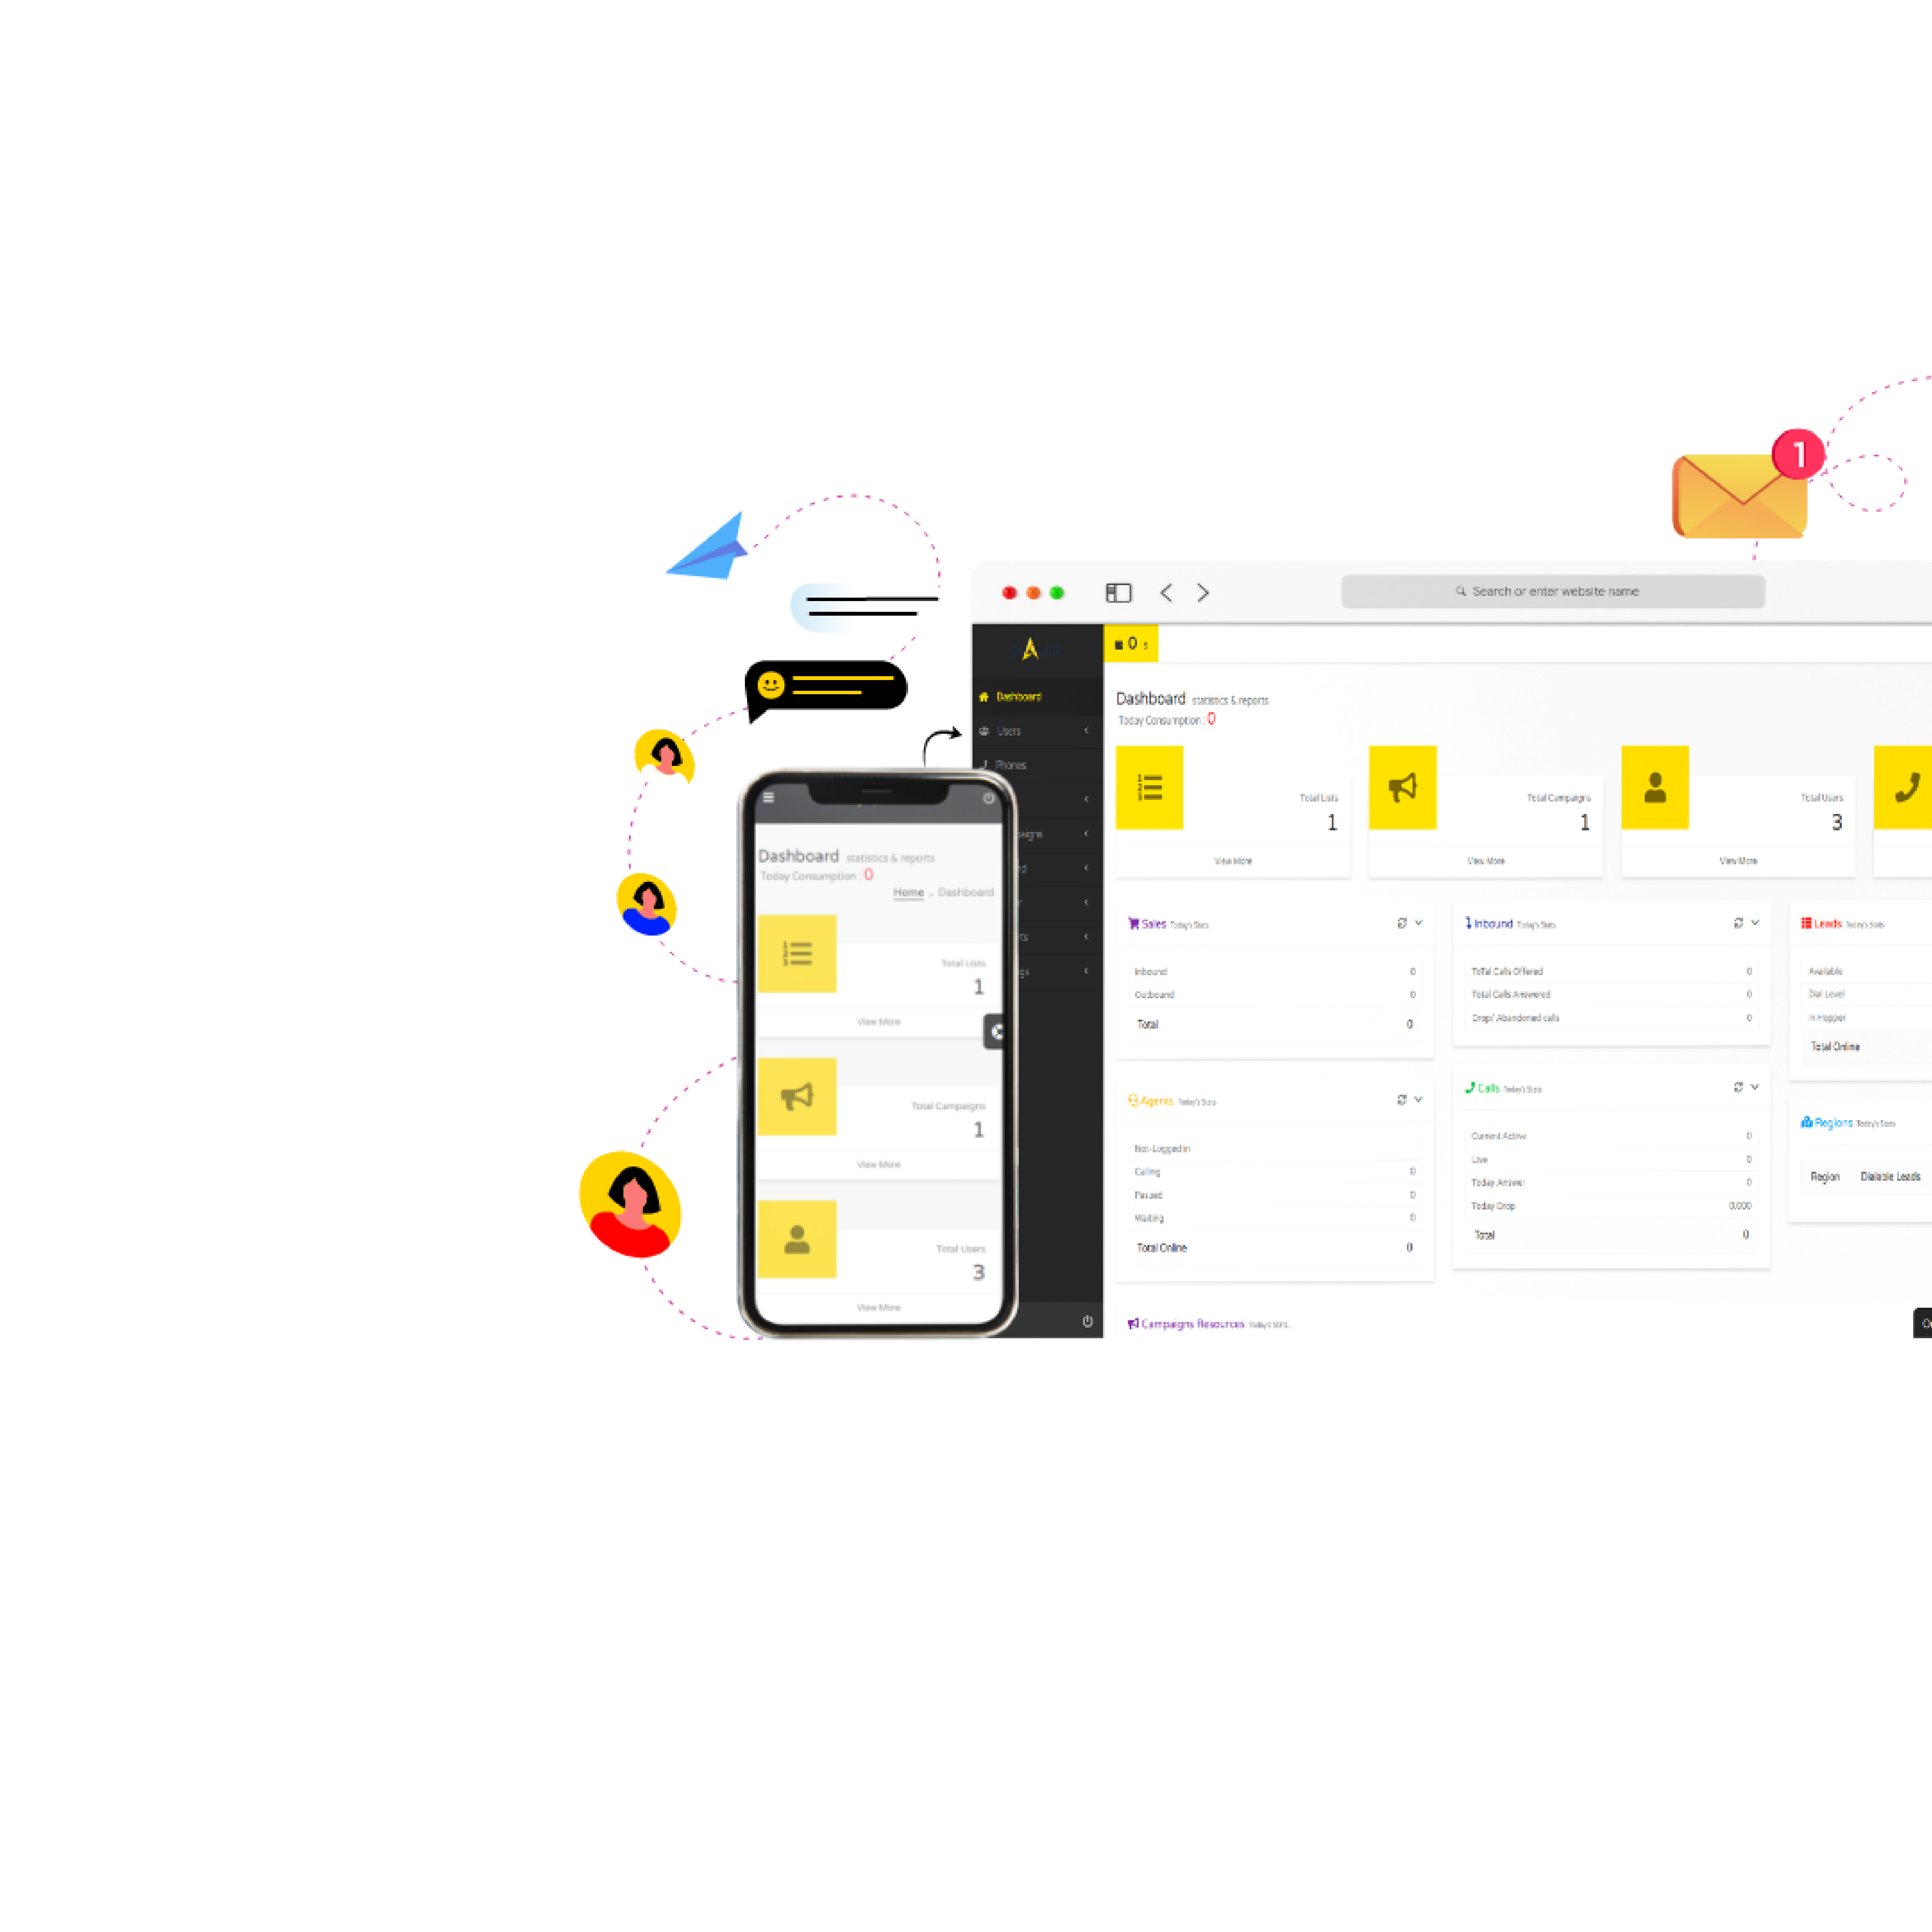 1
Search or enter website name
0 s
Dashboard
Users
Phones
Dashboard statistics & reports
Today Consumption : 0
Total Lists
1
View More
Total Campaigns
1
View More
Total Users
3
View More
Sales Today's Stats
Inbound 0
Outbound 0
Total 0
Inbound Today's Stats
ToTal Calls Offered 0
Total Calls Answered 0
Drop/ Abandoned calls 0
Leads Today's Stats
Available
Dial Level
In Hopper
Total Online
Agents Today's Stats
Not-Logged in
Calling 0
Paused 0
Waiting 0
Total Online 0
Calls Today's Stats
Current Active 0
Live 0
Today Answer 0
Today Drop 0.000
Total 0
Regions Today's Stats
Region Dialable Leads
Campaigns Resources Today's Stats..
Dashboard statistics & reports
Today Consumption : 0
Home . Dashboard
Total Lists
1
View More
Total Campaigns
1
View More
Total Users
3
View More